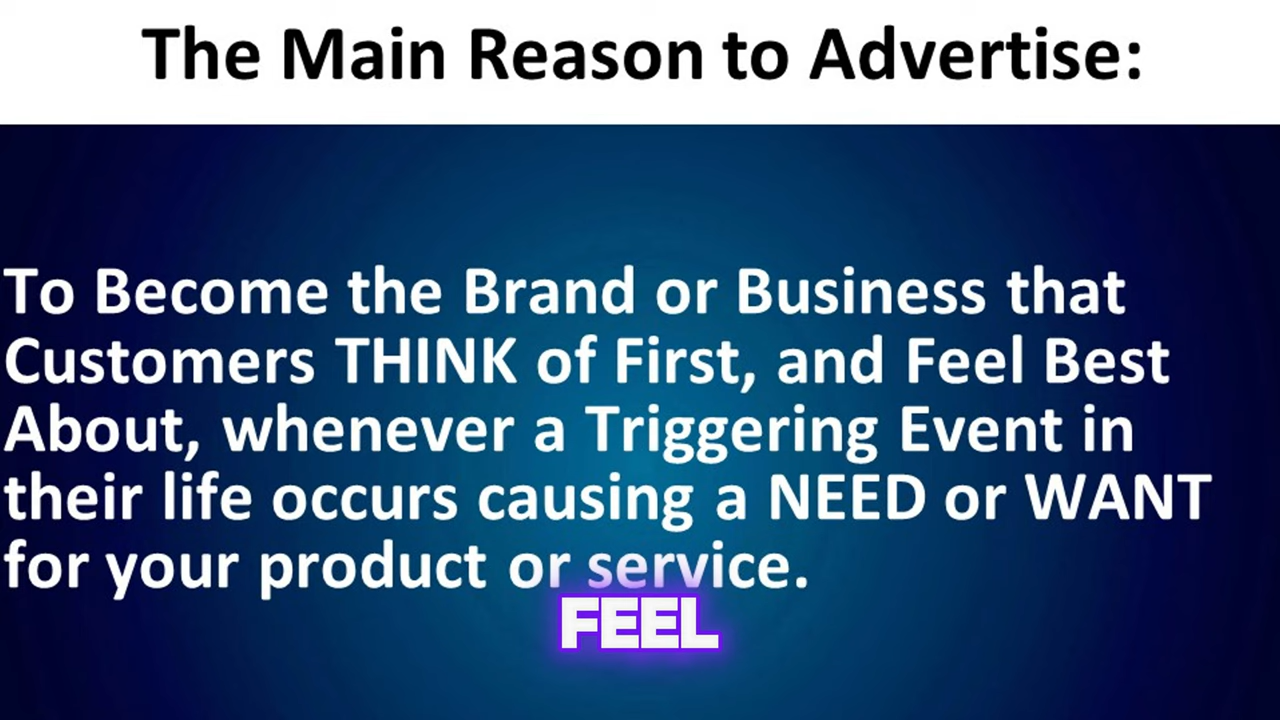 The Main Reason to Advertise:
To Become the Brand or Business that
Customers THINK of First, and Feel Best
About, whenever a Triggering Event in
their life occurs causing a NEED or WANT
for your product or service.
FEEL